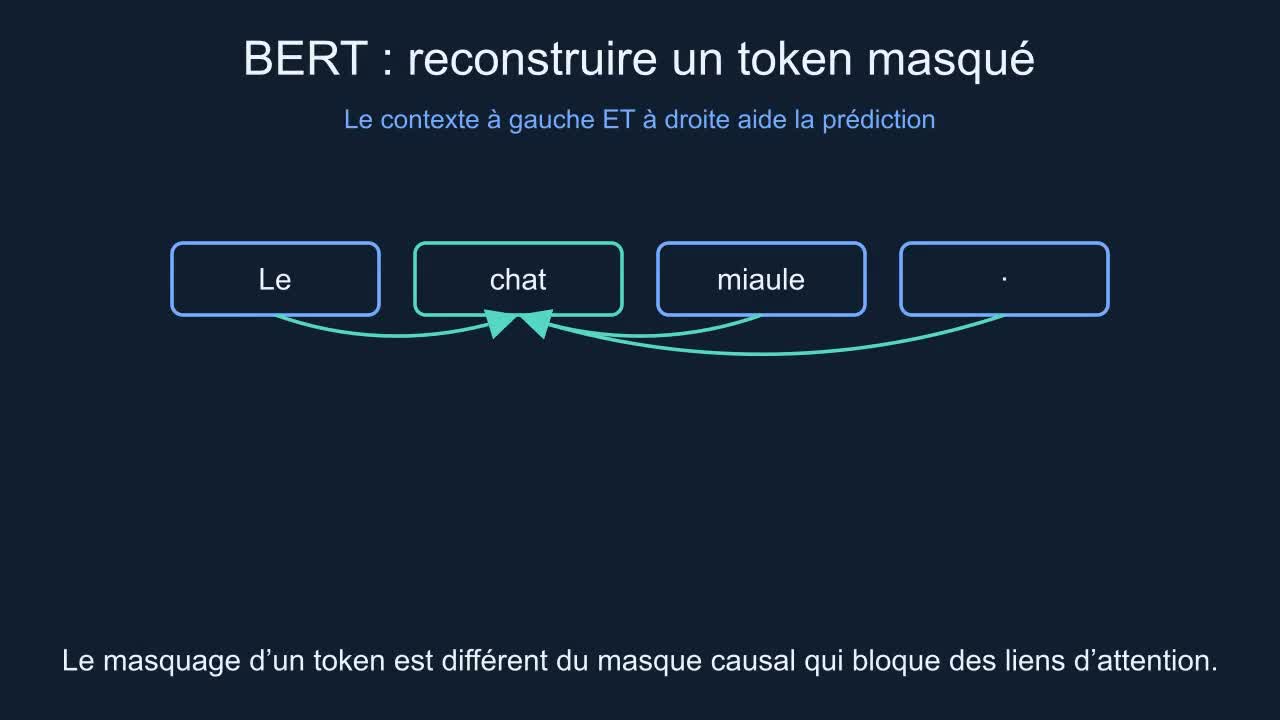 BERT : reconstruire un token masqué
Le contexte à gauche ET à droite aide la prédiction
Le chat miaule .
Le masquage d’un token est différent du masque causal qui bloque des liens d’attention.